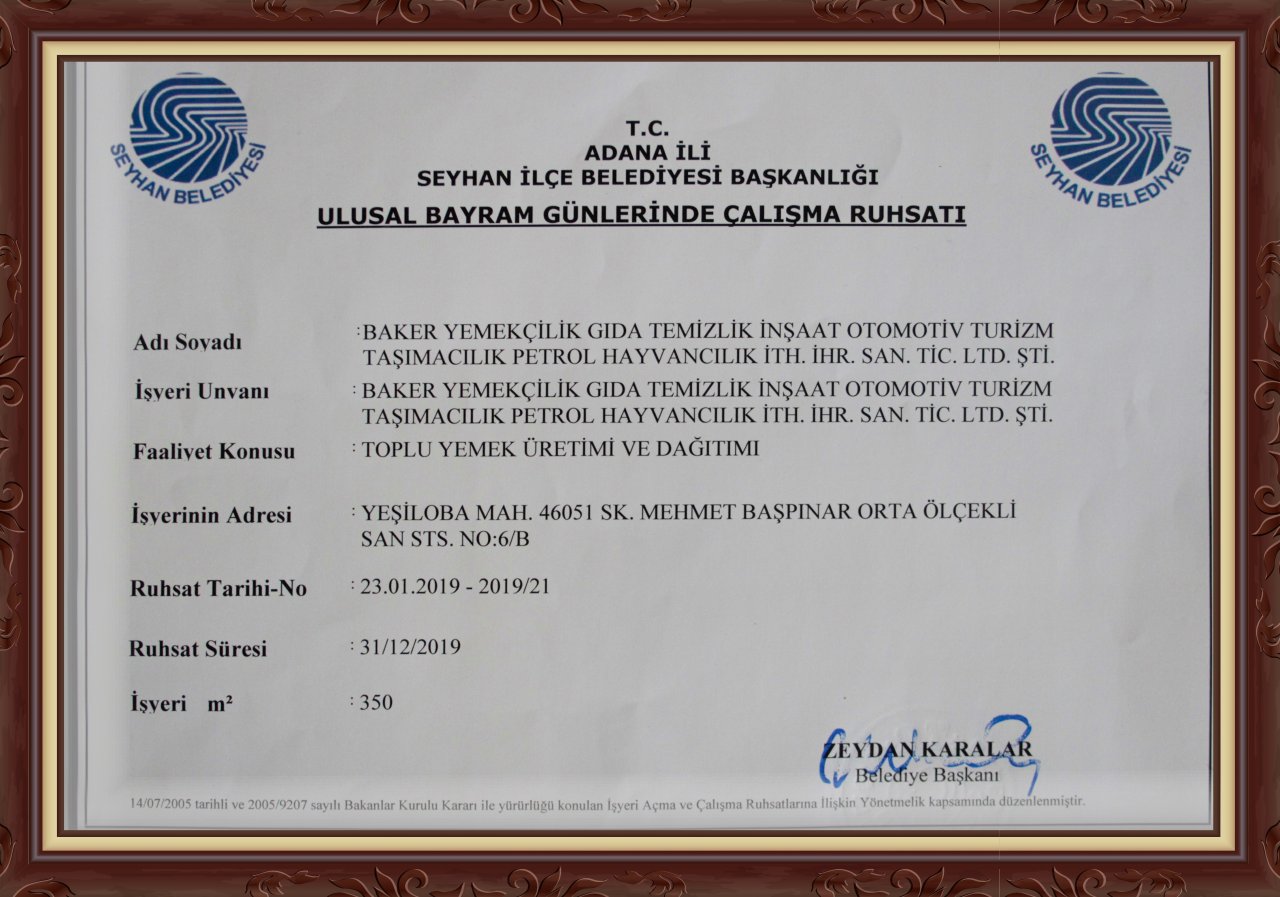 SEYHAN BELEDİYESİ
SEYHAN BELEDİYESİ
T.C.
ADANA İLİ
SEYHAN İLÇE BELEDİYESİ BAŞKANLIĞI
ULUSAL BAYRAM GÜNLERİNDE ÇALIŞMA RUHSATI
Adı Soyadı :BAKER YEMEKÇİLİK GIDA TEMİZLİK İNŞAAT OTOMOTİV TURİZM
TAŞIMACILIK PETROL HAYVANCILIK İTH. İHR. SAN. TİC. LTD. ŞTİ.
İşyeri Unvanı : BAKER YEMEKÇİLİK GIDA TEMİZLİK İNŞAAT OTOMOTİV TURİZM
TAŞIMACILIK PETROL HAYVANCILIK İTH. İHR. SAN. TİC. LTD. ŞTİ.
Faaliyet Konusu : TOPLU YEMEK ÜRETİMİ VE DAĞITIMI
İşyerinin Adresi : YEŞİLOBA MAH. 46051 SK. MEHMET BAŞPINAR ORTA ÖLÇEKLİ
SAN STS. NO:6/B
Ruhsat Tarihi-No : 23.01.2019 - 2019/21
Ruhsat Süresi : 31/12/2019
İşyeri m² : 350
ZEYDAN KARALAR
Belediye Başkanı
14/07/2005 tarihli ve 2005/9207 sayılı Bakanlar Kurulu Kararı ile yürürlüğü konulan İşyeri Açma ve Çalışma Ruhsatlarına İlişkin Yönetmelik kapsamında düzenlenmiştir.